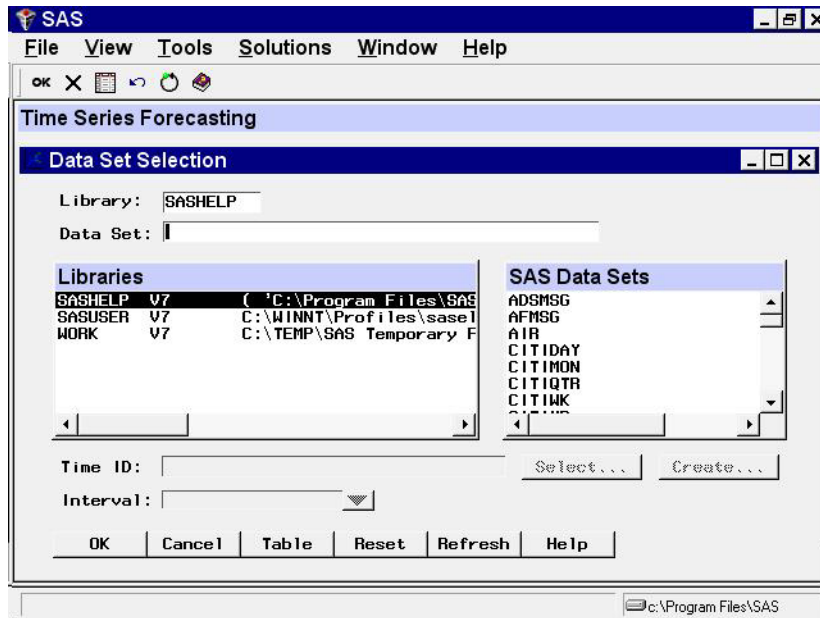 SAS
File View Tools Solutions Window Help
OK
Time Series Forecasting
Data Set Selection
Library: SASHELP
Data Set:
Libraries
SASHELP V7 ( 'C:\Program Files\SAS
SASUSER V7 C:\WINNT\Profiles\sasel
WORK V7 C:\TEMP\SAS Temporary F
SAS Data Sets
ADSMSG
AFMSG
AIR
CITIDAY
CITIMON
CITIQTR
CITIWK
Time ID: Select... Create...
Interval:
OK Cancel Table Reset Refresh Help
c:\Program Files\SAS